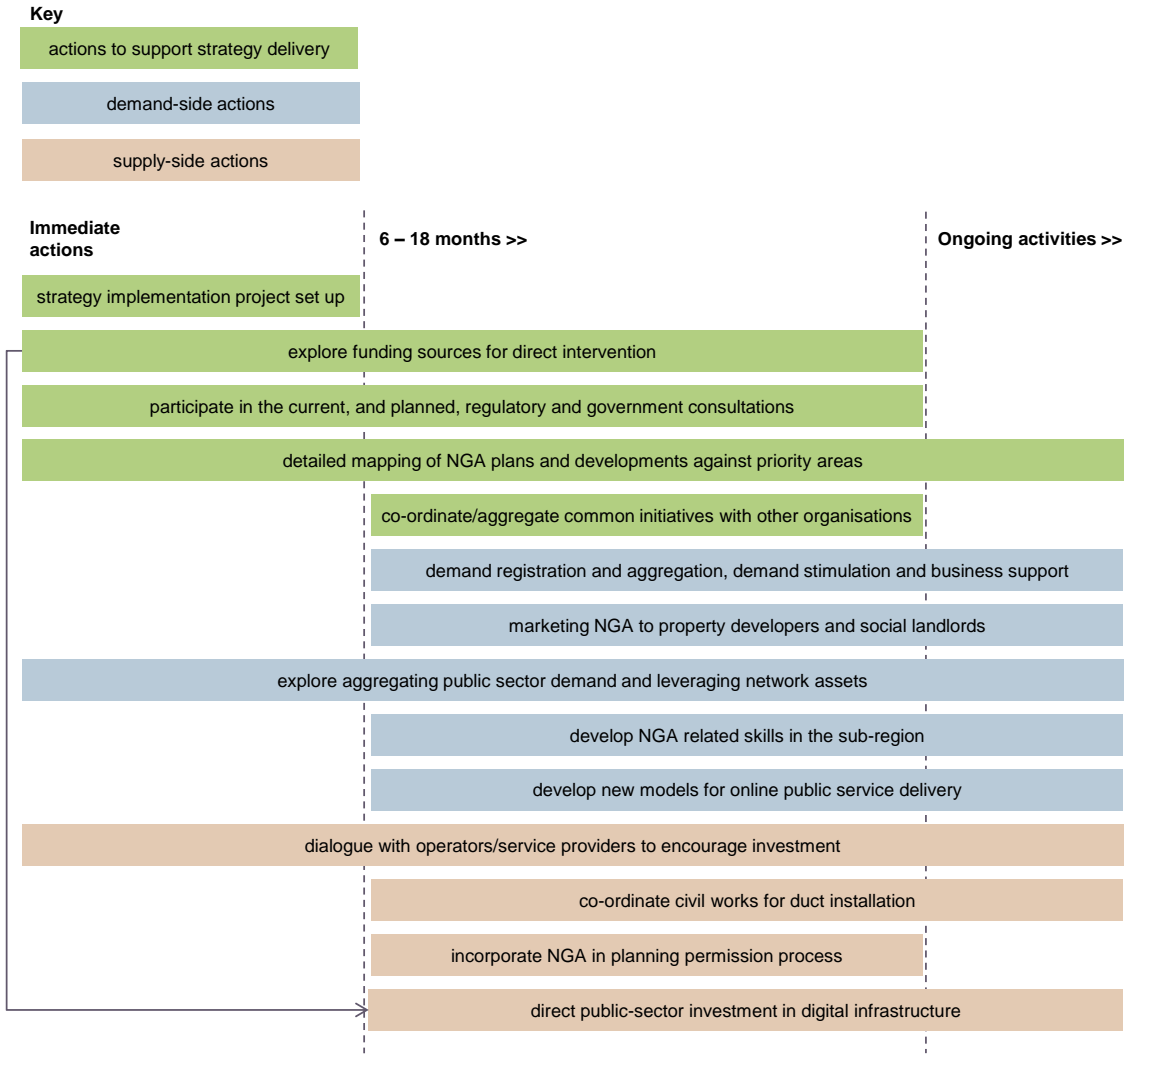 Key
actions to support strategy delivery
demand-side actions
supply-side actions
Immediate
actions
6 – 18 months >>
Ongoing activities >>
strategy implementation project set up
explore funding sources for direct intervention
participate in the current, and planned, regulatory and government consultations
detailed mapping of NGA plans and developments against priority areas
co-ordinate/aggregate common initiatives with other organisations
demand registration and aggregation, demand stimulation and business support
marketing NGA to property developers and social landlords
explore aggregating public sector demand and leveraging network assets
develop NGA related skills in the sub-region
develop new models for online public service delivery
dialogue with operators/service providers to encourage investment
co-ordinate civil works for duct installation
incorporate NGA in planning permission process
direct public-sector investment in digital infrastructure